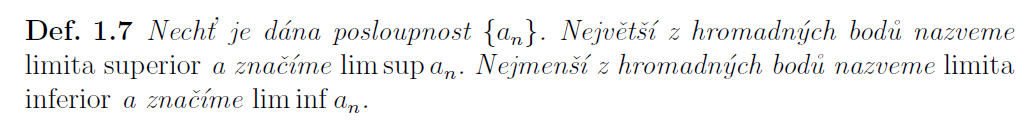 Def. 1.7 Nechť je dána posloupnost {aₙ}. Největší z hromadných bodů nazveme
limita superior a značíme lim sup aₙ. Nejmenší z hromadných bodů nazveme limita
inferior a značíme lim inf aₙ.